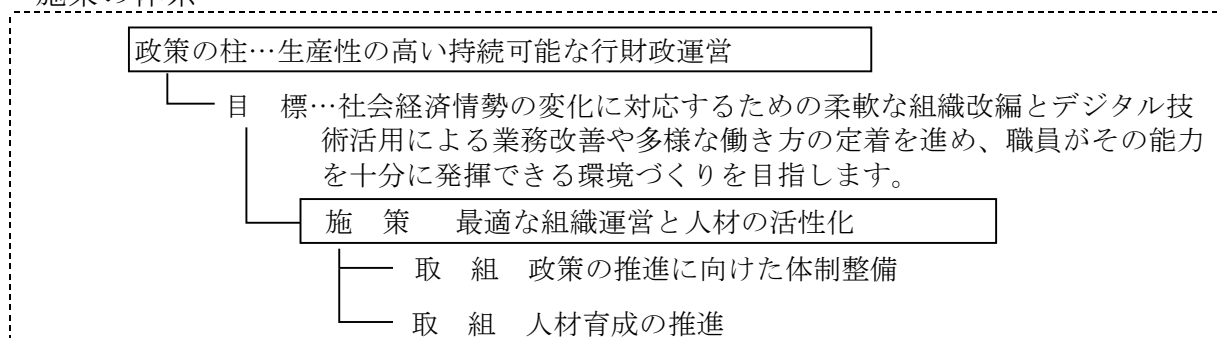 政策の柱…生産性の高い持続可能な行財政運営
目　標…社会経済情勢の変化に対応するための柔軟な組織改編とデジタル技
術活用による業務改善や多様な働き方の定着を進め、職員がその能力
を十分に発揮できる環境づくりを目指します。
施　策　　最適な組織運営と人材の活性化
取　組　政策の推進に向けた体制整備
取　組　人材育成の推進